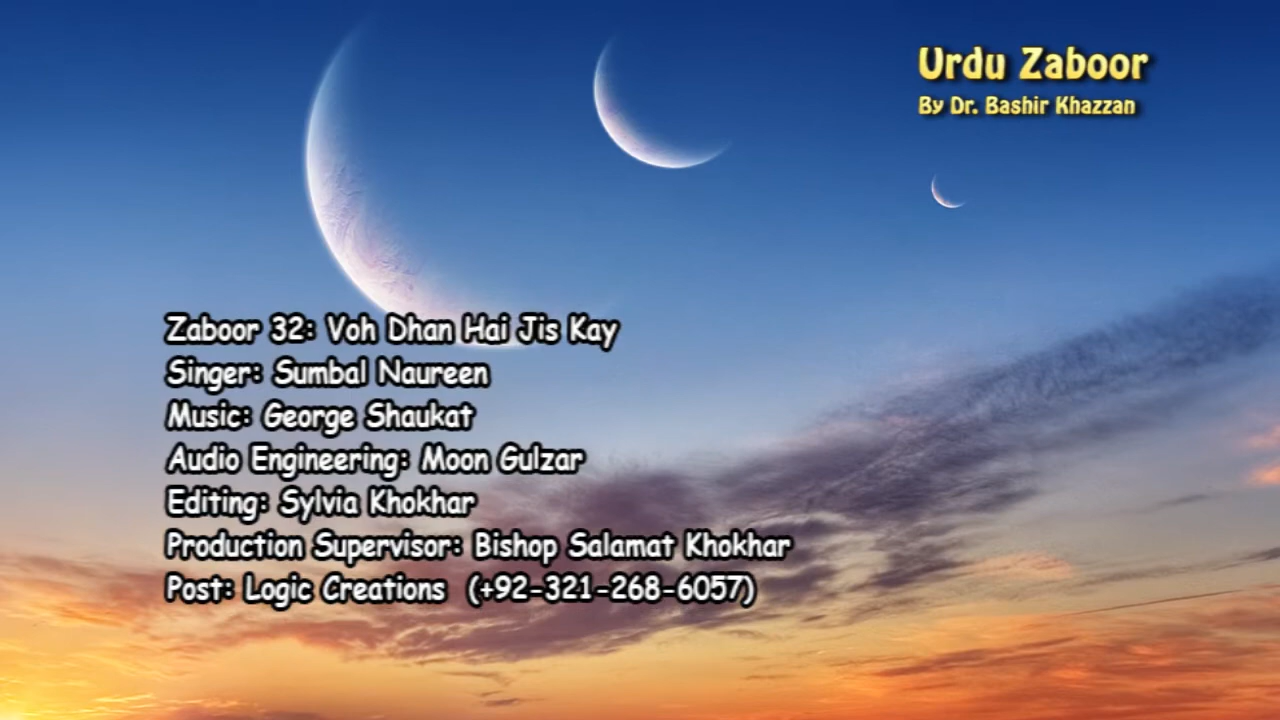 Urdu Zaboor
By Dr. Bashir Khazzan
Zaboor 32: Voh Dhan Hai Jis Kay
Singer: Sumbal Naureen
Music: George Shaukat
Audio Engineering: Moon Gulzar
Editing: Sylvia Khokhar
Production Supervisor: Bishop Salamat Khokhar
Post: Logic Creations (+92-321-268-6057)